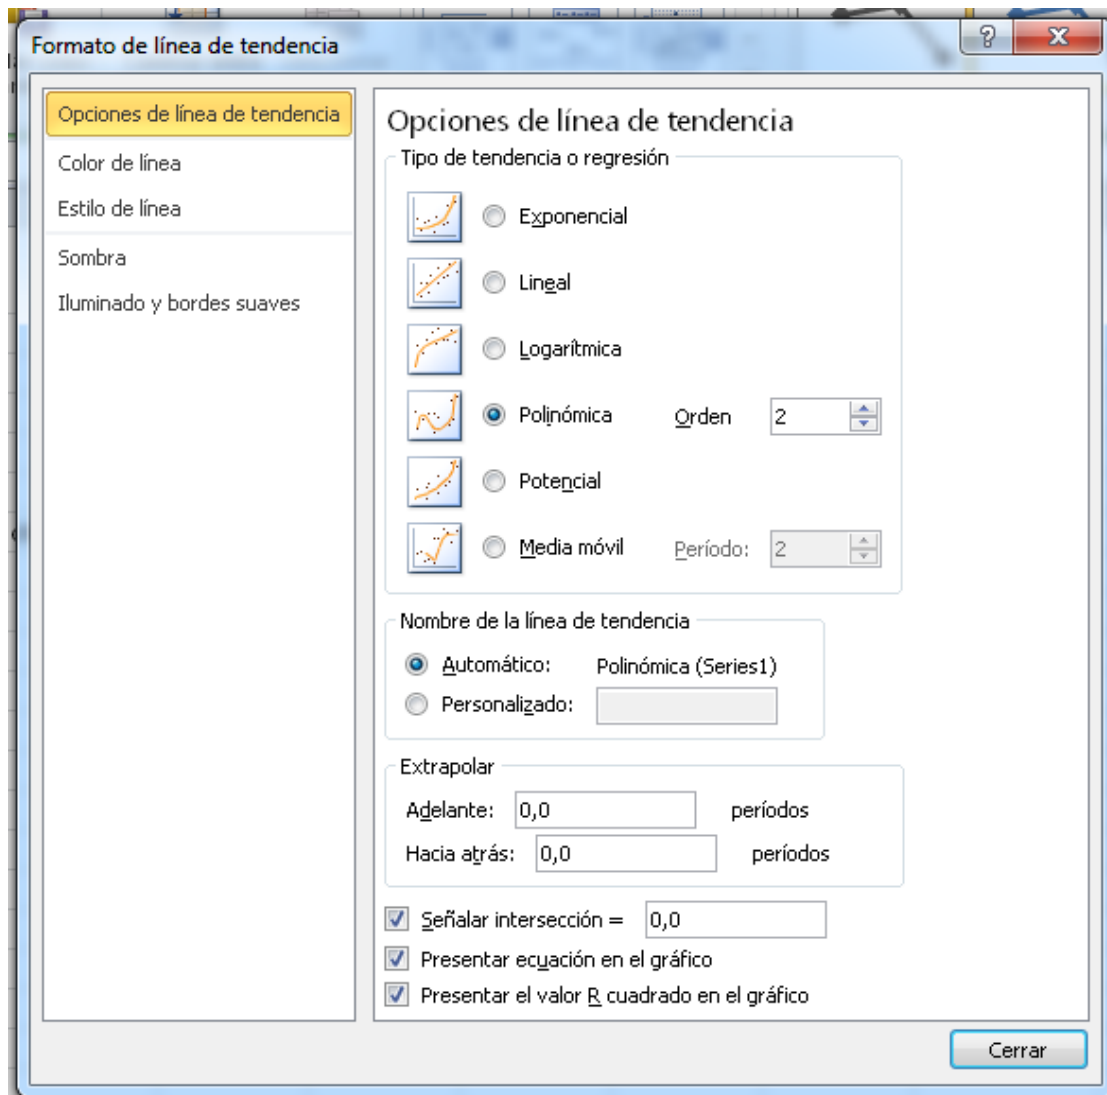 Formato de línea de tendencia
?
Opciones de línea de tendencia
Color de línea
Estilo de línea
Sombra
Iluminado y bordes suaves
Opciones de línea de tendencia
Tipo de tendencia o regresión
Exponencial
Lineal
Logarítmica
Polinómica Orden 2
Potencial
Media móvil Período: 2
Nombre de la línea de tendencia
Automático: Polinómica (Series1)
Personalizado:
Extrapolar
Adelante: 0,0 períodos
Hacia atrás: 0,0 períodos
Señalar intersección = 0,0
Presentar ecuación en el gráfico
Presentar el valor R cuadrado en el gráfico
Cerrar